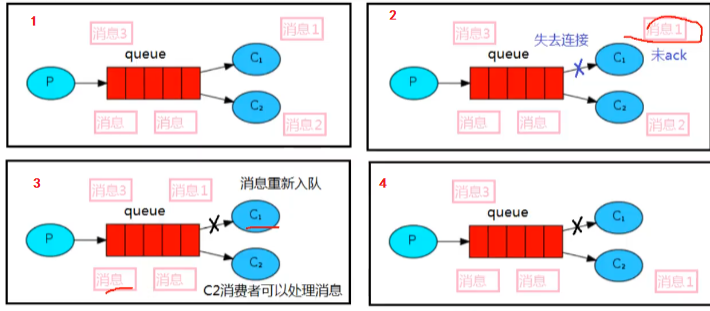 1
消息3
消息1
queue
P
C₁
C₂
消息
消息
消息2
2
消息3
失去连接
消息1
queue
未ack
P
C₁
C₂
消息
消息
消息2
3
消息3
消息1
消息重新入队
queue
P
C₁
C₂
消息
消息
C2消费者可以处理消息
4
消息3
queue
P
C₁
C₂
消息
消息
消息1